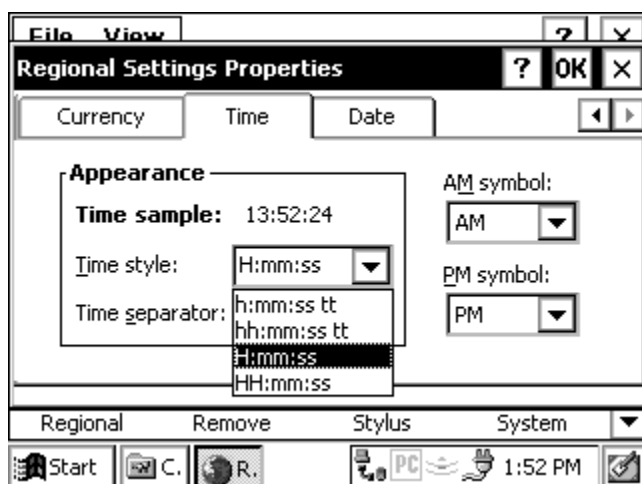 File View ?
Regional Settings Properties ? OK
Currency Time Date
Appearance
Time sample: 13:52:24
Time style: H:mm:ss
Time separator:
h:mm:ss tt
hh:mm:ss tt
H:mm:ss
HH:mm:ss
AM symbol:
AM
PM symbol:
PM
Regional Remove Stylus System
Start C. R. PC 1:52 PM